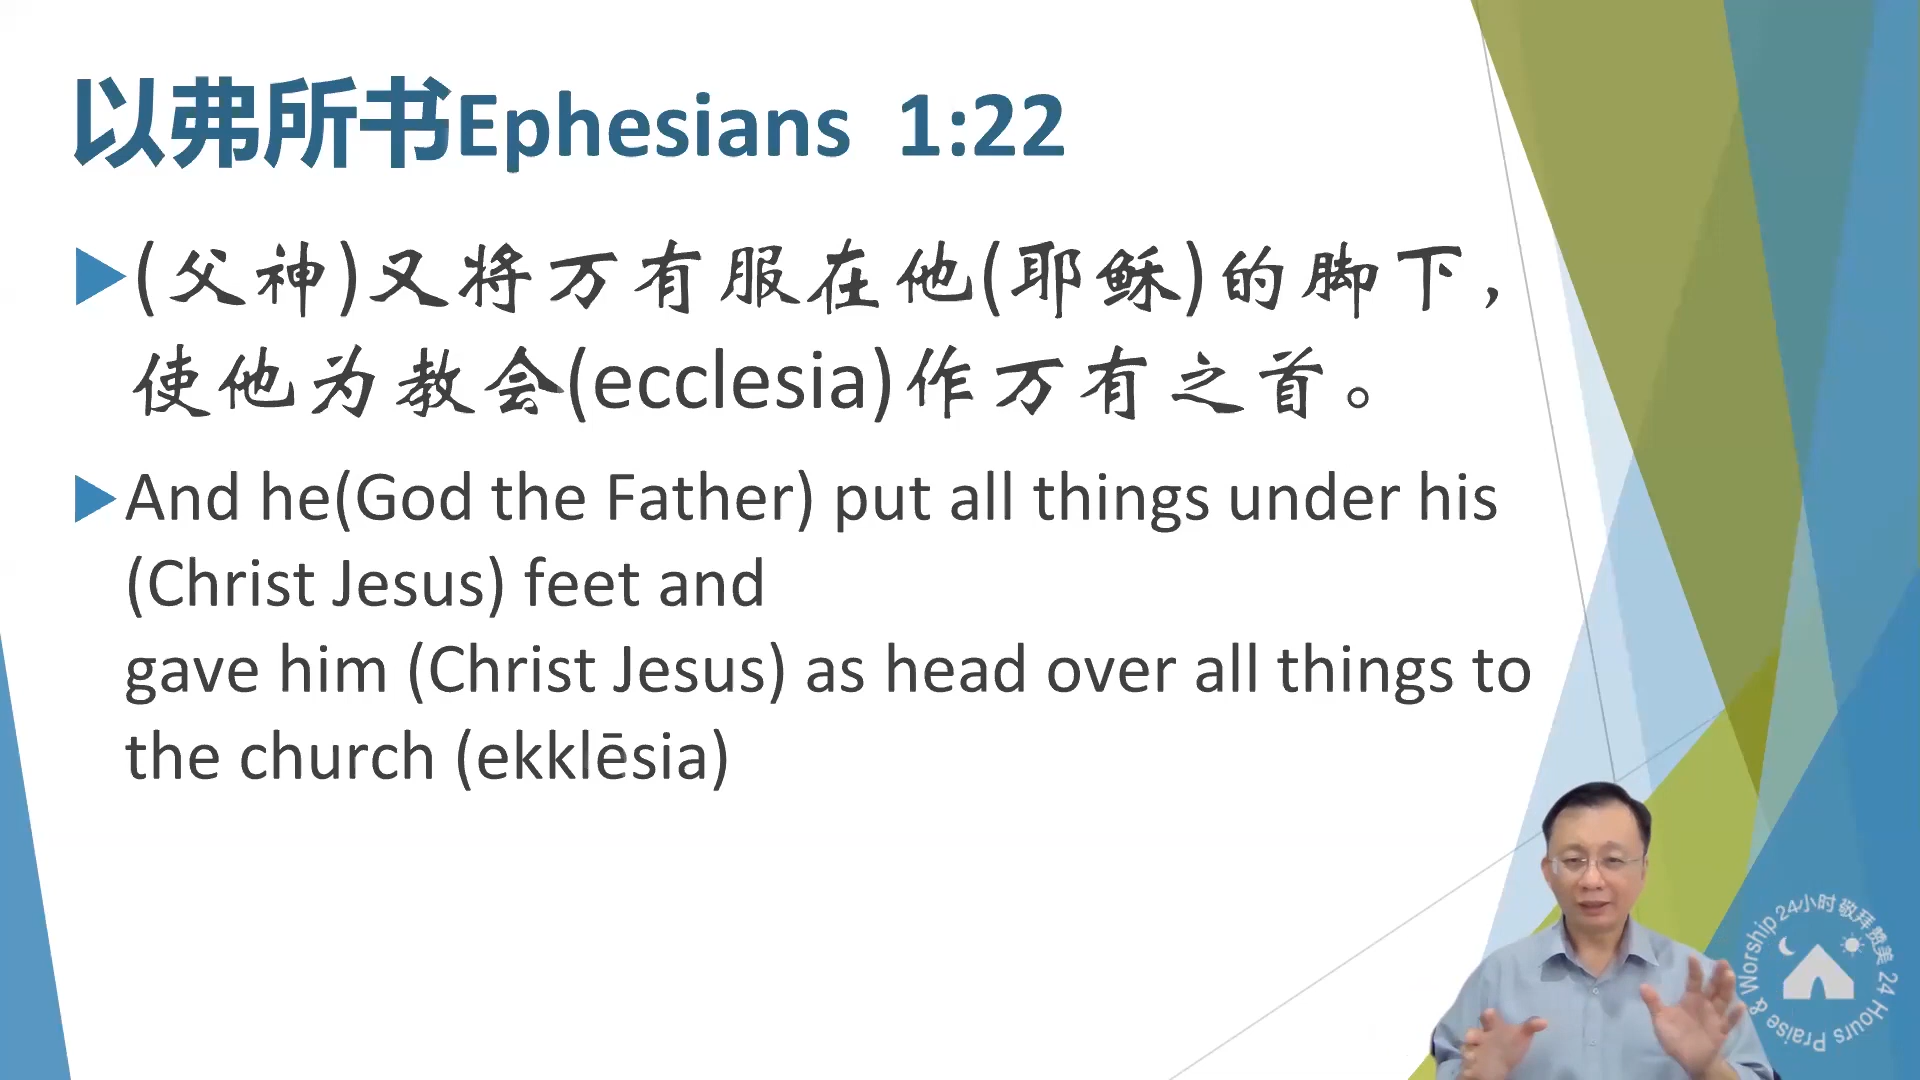 以弗所书Ephesians 1:22
(父神)又将万有服在他(耶稣)的脚下，
使他为教会(ecclesia)作万有之首。
And he(God the Father) put all things under his
(Christ Jesus) feet and
gave him (Christ Jesus) as head over all things to
the church (ekklēsia)
24小时敬拜赞美 24 Hours Praise & Worship